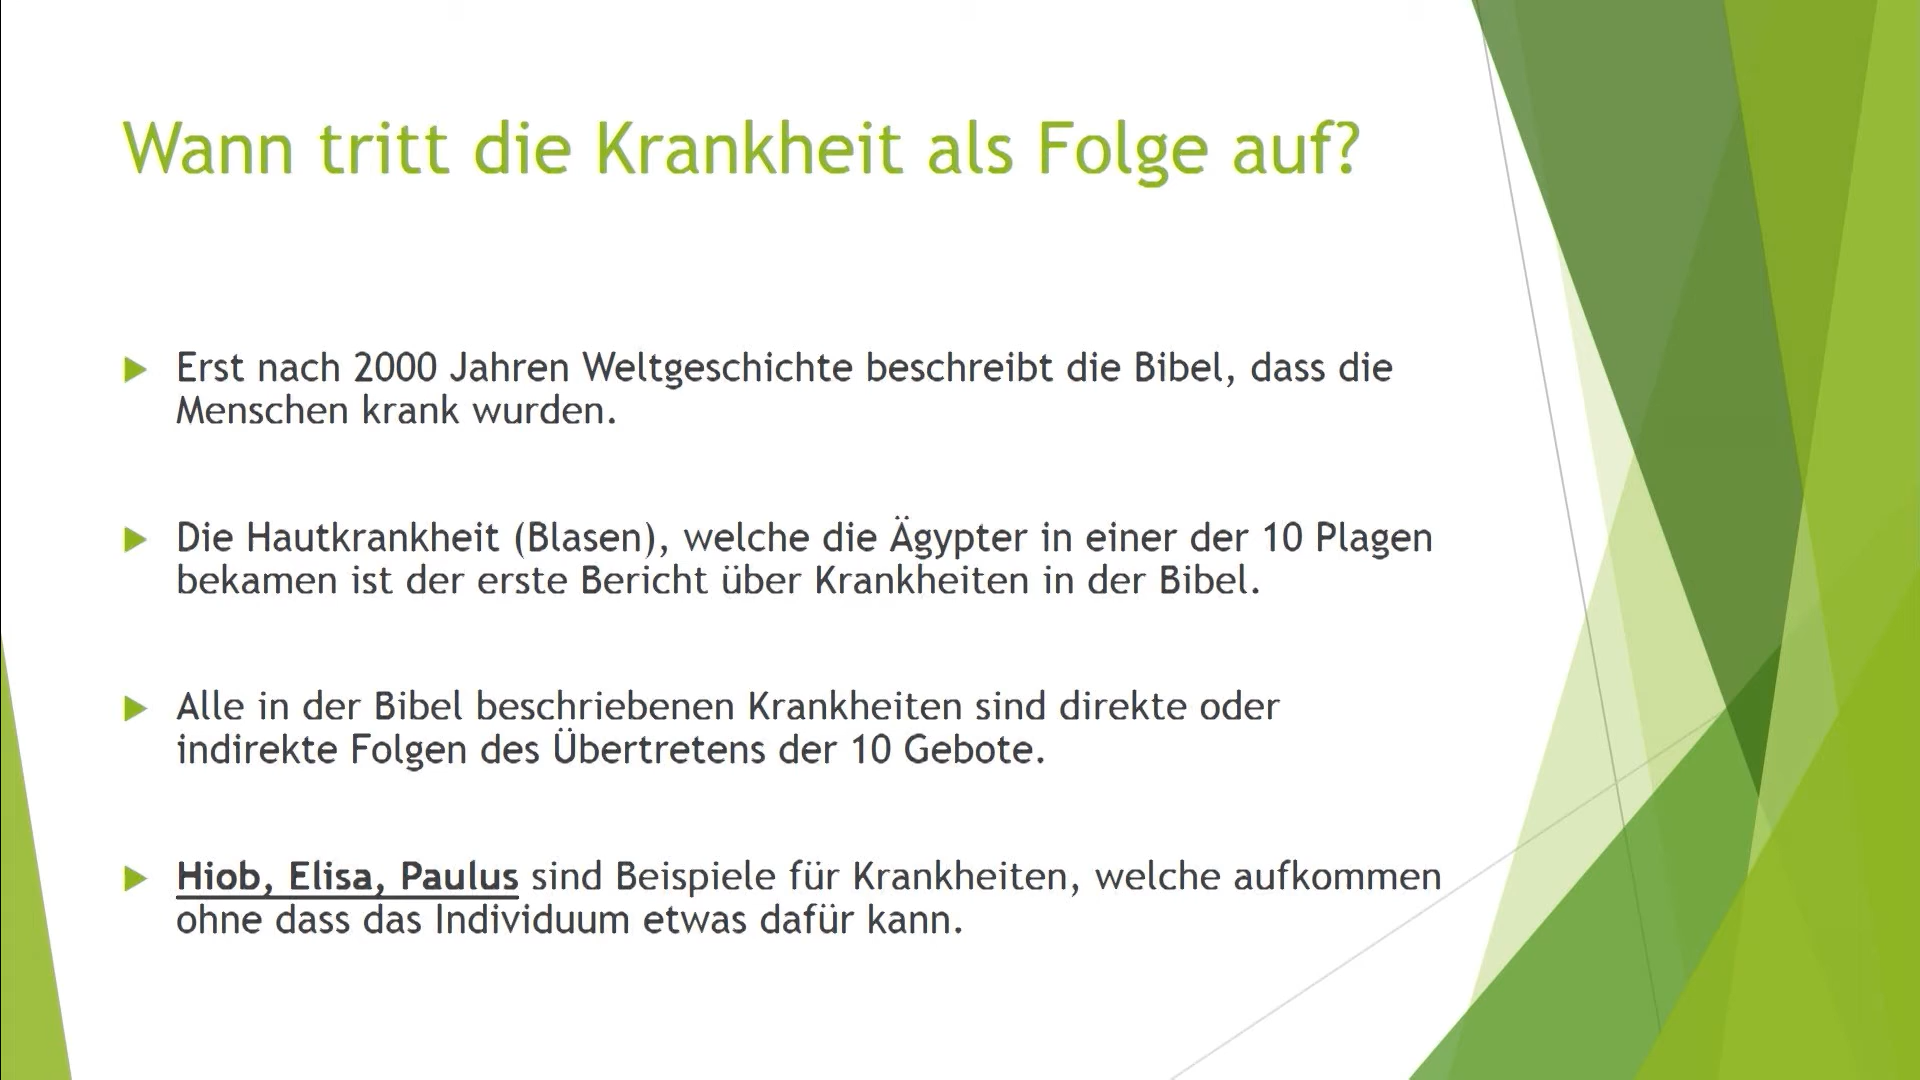 Wann tritt die Krankheit als Folge auf?
Erst nach 2000 Jahren Weltgeschichte beschreibt die Bibel, dass die
Menschen krank wurden.
Die Hautkrankheit (Blasen), welche die Ägypter in einer der 10 Plagen
bekamen ist der erste Bericht über Krankheiten in der Bibel.
Alle in der Bibel beschriebenen Krankheiten sind direkte oder
indirekte Folgen des Übertretens der 10 Gebote.
Hiob, Elisa, Paulus sind Beispiele für Krankheiten, welche aufkommen
ohne dass das Individuum etwas dafür kann.